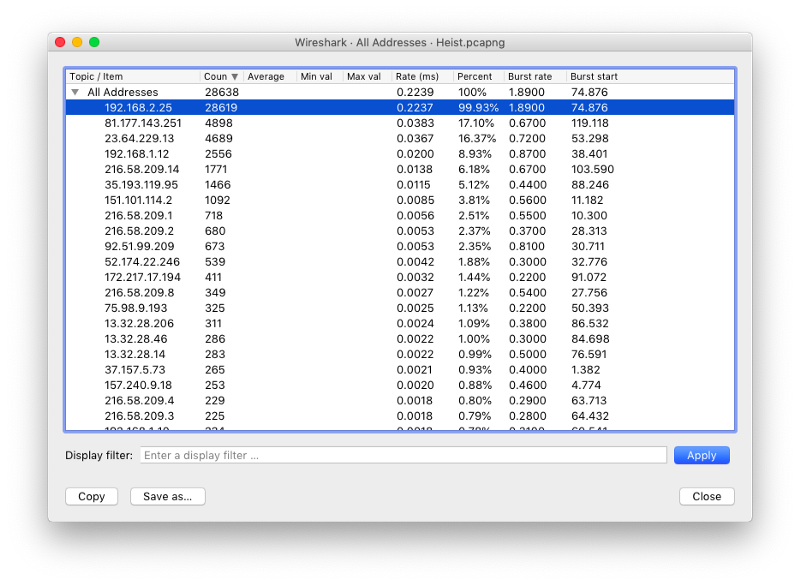 Wireshark · All Addresses · Heist.pcapng
Topic / Item Coun ▼ Average Min val Max val Rate (ms) Percent Burst rate Burst start
▼ All Addresses 28638 0.2239 100% 1.8900 74.876
192.168.2.25 28619 0.2237 99.93% 1.8900 74.876
81.177.143.251 4898 0.0383 17.10% 0.6700 119.118
23.64.229.13 4689 0.0367 16.37% 0.7200 53.298
192.168.1.12 2556 0.0200 8.93% 0.8700 38.401
216.58.209.14 1771 0.0138 6.18% 0.6700 103.590
35.193.119.95 1466 0.0115 5.12% 0.4400 88.246
151.101.114.2 1092 0.0085 3.81% 0.5600 11.182
216.58.209.1 718 0.0056 2.51% 0.5500 10.300
216.58.209.2 680 0.0053 2.37% 0.3700 28.313
92.51.99.209 673 0.0053 2.35% 0.8100 30.711
52.174.22.246 539 0.0042 1.88% 0.3000 32.776
172.217.17.194 411 0.0032 1.44% 0.2200 91.072
216.58.209.8 349 0.0027 1.22% 0.5400 27.756
75.98.9.193 325 0.0025 1.13% 0.2200 50.393
13.32.28.206 311 0.0024 1.09% 0.3800 86.532
13.32.28.46 286 0.0022 1.00% 0.3000 84.698
13.32.28.14 283 0.0022 0.99% 0.5000 76.591
37.157.5.73 265 0.0021 0.93% 0.4000 1.382
157.240.9.18 253 0.0020 0.88% 0.4600 4.774
216.58.209.4 229 0.0018 0.80% 0.2900 63.713
216.58.209.3 225 0.0018 0.79% 0.2800 64.432
Display filter: Enter a display filter ... Apply
Copy Save as... Close